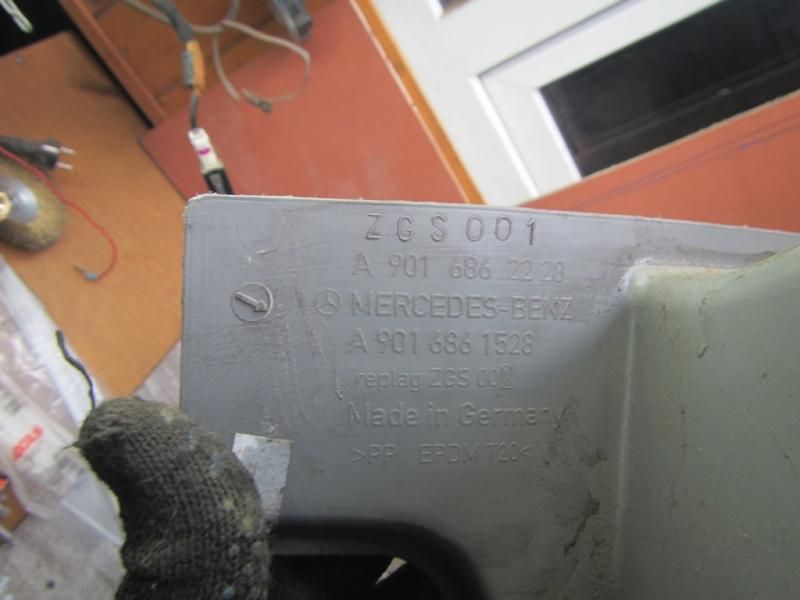 ZGS001
A 901 686 22 28
MERCEDES-BENZ
A 901 686 1528
replag ZGS 002
Made in Germany
>PP/EPDM T20<